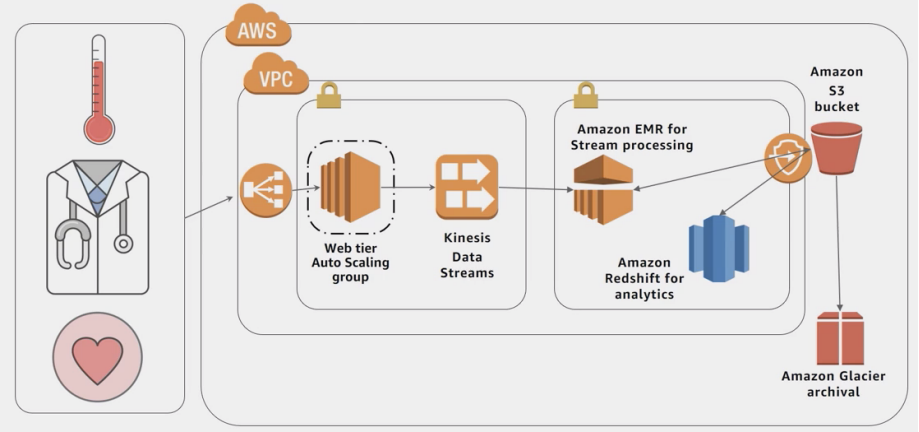 AWS
VPC
Amazon
S3
bucket
Amazon EMR for
Stream processing
Web tier
Auto Scaling
group
Kinesis
Data
Streams
Amazon
Redshift for
analytics
Amazon Glacier
archival